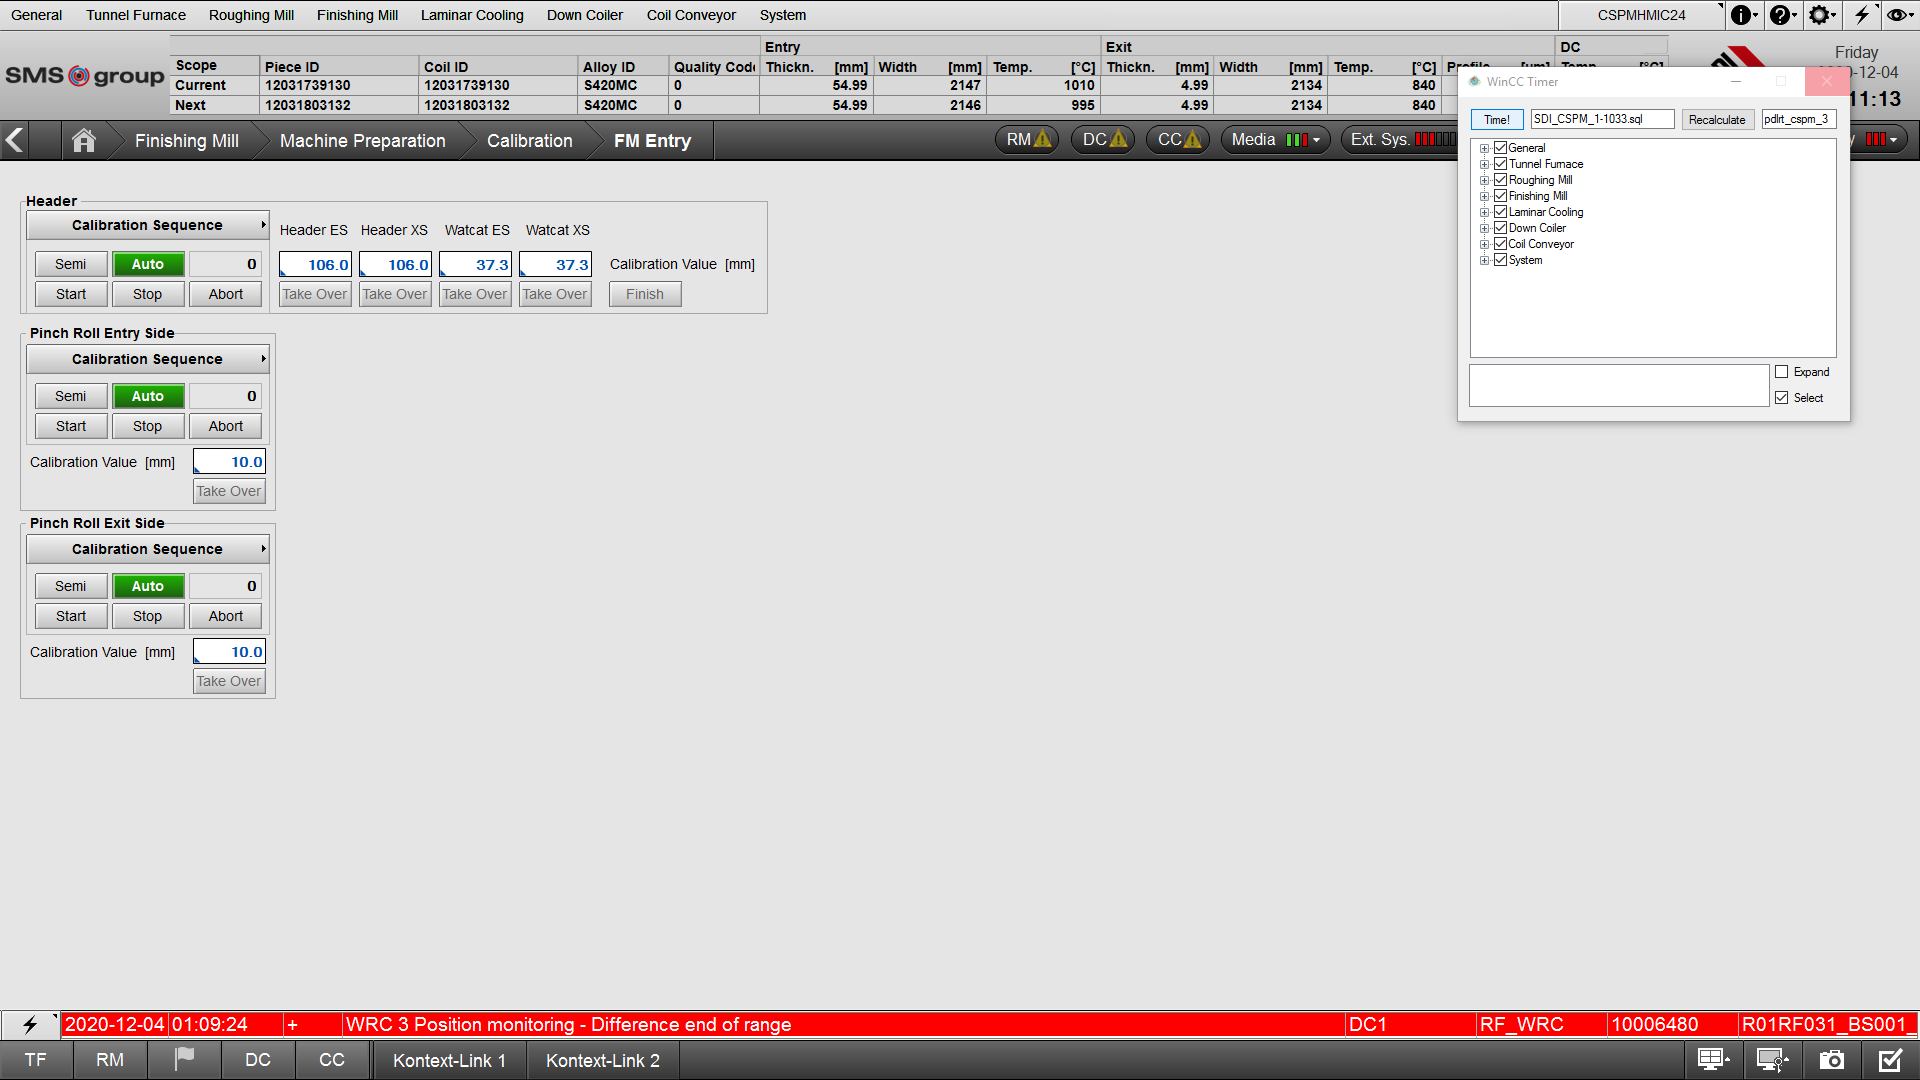 General Tunnel Furnace Roughing Mill Finishing Mill Laminar Cooling Down Coiler Coil Conveyor System CSPMHMIC24
SMS group
Entry Exit DC
Scope Piece ID Coil ID Alloy ID Quality Code Thickn. [mm] Width [mm] Temp. [°C] Thickn. [mm] Width [mm] Temp. [°C]
Current 12031739130 12031739130 S420MC 0 54.99 2147 1010 4.99 2134 840
Next 12031803132 12031803132 S420MC 0 54.99 2146 995 4.99 2134 840
Friday
-12-04
11:13
Finishing Mill Machine Preparation Calibration FM Entry RM DC CC Media Ext. Sys.
WinCC Timer
Time! SDI_CSPM_1-1033.sql Recalculate pdlrt_cspm_3
General
Tunnel Furnace
Roughing Mill
Finishing Mill
Laminar Cooling
Down Coiler
Coil Conveyor
System
Expand
Select
Header
Calibration Sequence Header ES Header XS Watcat ES Watcat XS
Semi Auto 0 106.0 106.0 37.3 37.3 Calibration Value [mm]
Start Stop Abort Take Over Take Over Take Over Take Over Finish
Pinch Roll Entry Side
Calibration Sequence
Semi Auto 0
Start Stop Abort
Calibration Value [mm] 10.0
Take Over
Pinch Roll Exit Side
Calibration Sequence
Semi Auto 0
Start Stop Abort
Calibration Value [mm] 10.0
Take Over
2020-12-04 01:09:24 + WRC 3 Position monitoring - Difference end of range DC1 RF_WRC 10006480 R01RF031_BS001_
TF RM DC CC Kontext-Link 1 Kontext-Link 2